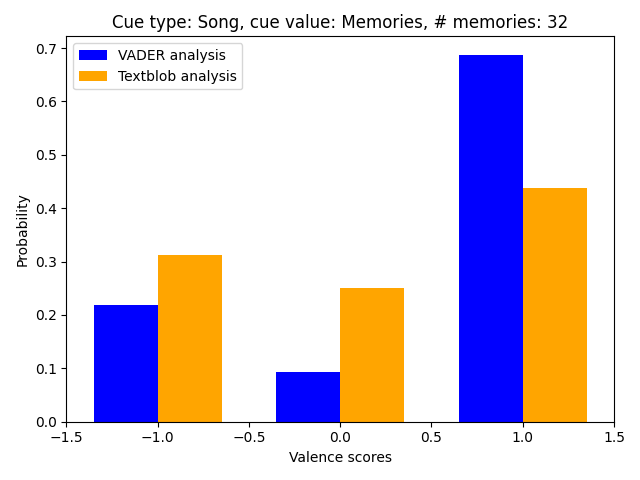 Cue type: Song, cue value: Memories, # memories: 32
VADER analysis
Textblob analysis
Probability
0.7
0.6
0.5
0.4
0.3
0.2
0.1
0.0
−1.5 −1.0 −0.5 0.0 0.5 1.0 1.5
Valence scores